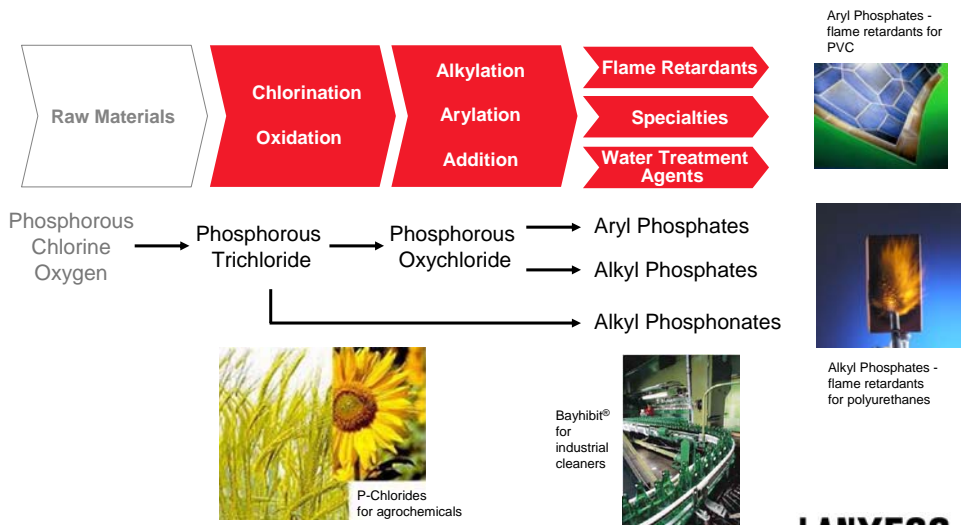 Aryl Phosphates -
flame retardants for
PVC
Raw Materials
Chlorination
Oxidation
Alkylation
Arylation
Addition
Flame Retardants
Specialties
Water Treatment
Agents
Phosphorous
Chlorine
Oxygen
Phosphorous
Trichloride
Phosphorous
Oxychloride
Aryl Phosphates
Alkyl Phosphates
Alkyl Phosphonates
Alkyl Phosphates -
flame retardants
for polyurethanes
Bayhibit®
for
industrial
cleaners
P-Chlorides
for agrochemicals
LANXESS